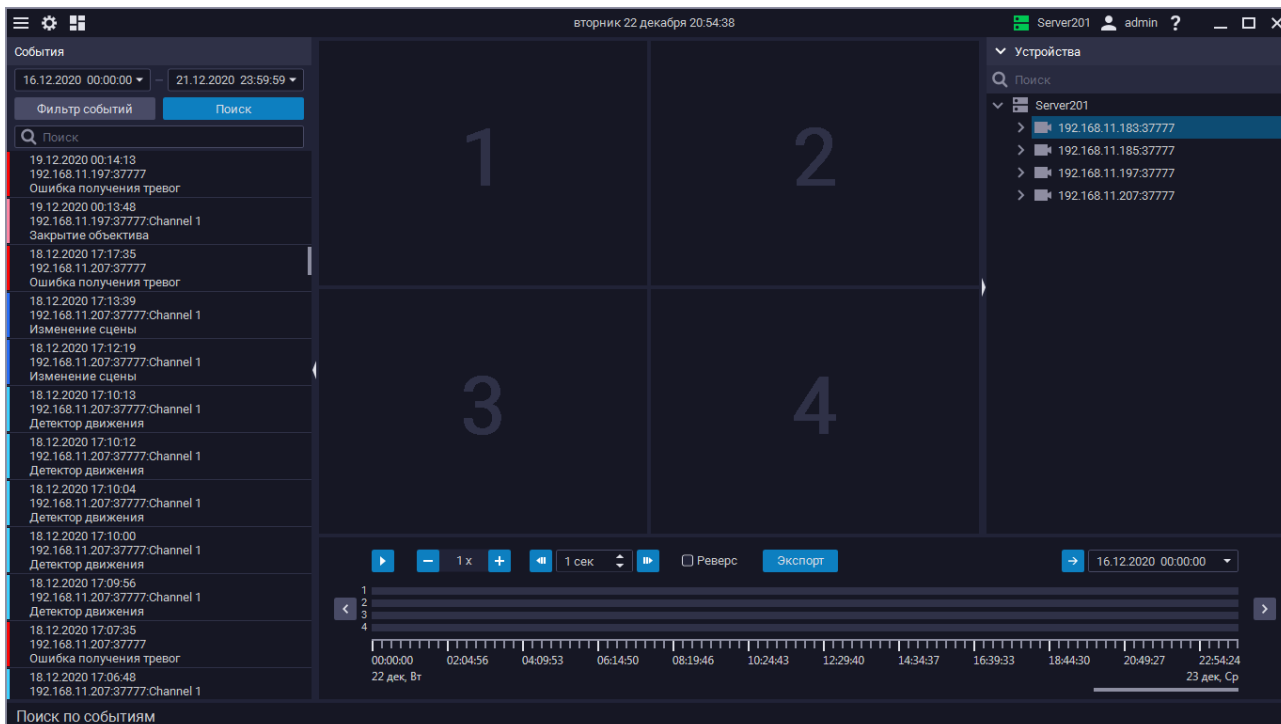 вторник 22 декабря 20:54:38
Server201 admin ?
События
16.12.2020 00:00:00 – 21.12.2020 23:59:59
Фильтр событий Поиск
Поиск
19.12.2020 00:14:13
192.168.11.197:37777
Ошибка получения тревог
19.12.2020 00:13:48
192.168.11.197:37777:Channel 1
Закрытие объектива
18.12.2020 17:17:35
192.168.11.207:37777
Ошибка получения тревог
18.12.2020 17:13:39
192.168.11.207:37777:Channel 1
Изменение сцены
18.12.2020 17:12:19
192.168.11.207:37777:Channel 1
Изменение сцены
18.12.2020 17:10:13
192.168.11.207:37777:Channel 1
Детектор движения
18.12.2020 17:10:12
192.168.11.207:37777:Channel 1
Детектор движения
18.12.2020 17:10:04
192.168.11.207:37777:Channel 1
Детектор движения
18.12.2020 17:10:00
192.168.11.207:37777:Channel 1
Детектор движения
18.12.2020 17:09:56
192.168.11.207:37777:Channel 1
Детектор движения
18.12.2020 17:07:35
192.168.11.207:37777
Ошибка получения тревог
18.12.2020 17:06:48
192.168.11.207:37777:Channel 1
1 2
3 4
Устройства
Поиск
Server201
192.168.11.183:37777
192.168.11.185:37777
192.168.11.197:37777
192.168.11.207:37777
1 x 1 сек Реверс Экспорт 16.12.2020 00:00:00
1
2
3
4
00:00:00 02:04:56 04:09:53 06:14:50 08:19:46 10:24:43 12:29:40 14:34:37 16:39:33 18:44:30 20:49:27 22:54:24
22 дек, Вт 23 дек, Ср
Поиск по событиям